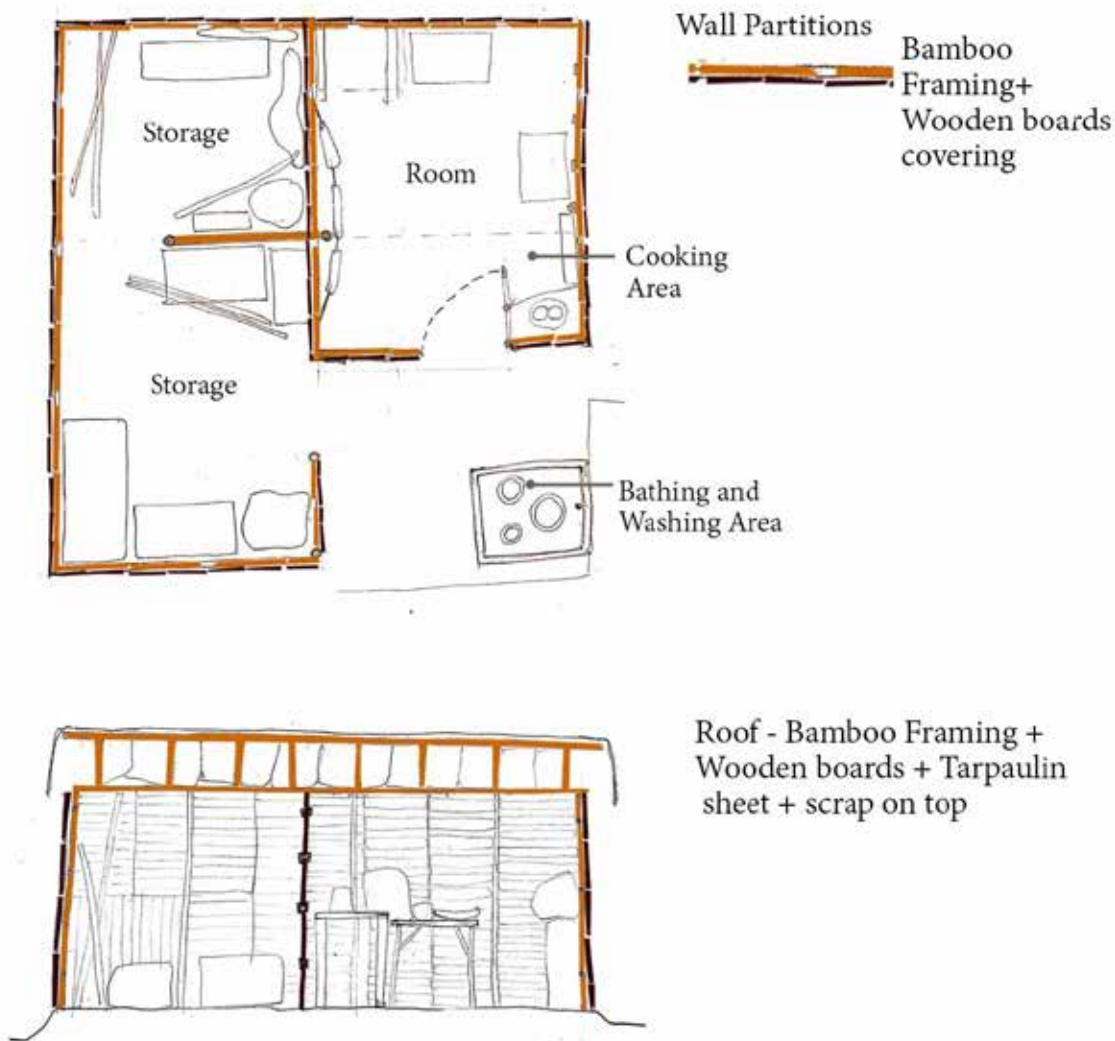 Wall Partitions
Bamboo
Framing+
Wooden boards
covering
Storage
Room
Cooking
Area
Storage
Bathing and
Washing Area
Roof - Bamboo Framing +
Wooden boards + Tarpaulin
sheet + scrap on top